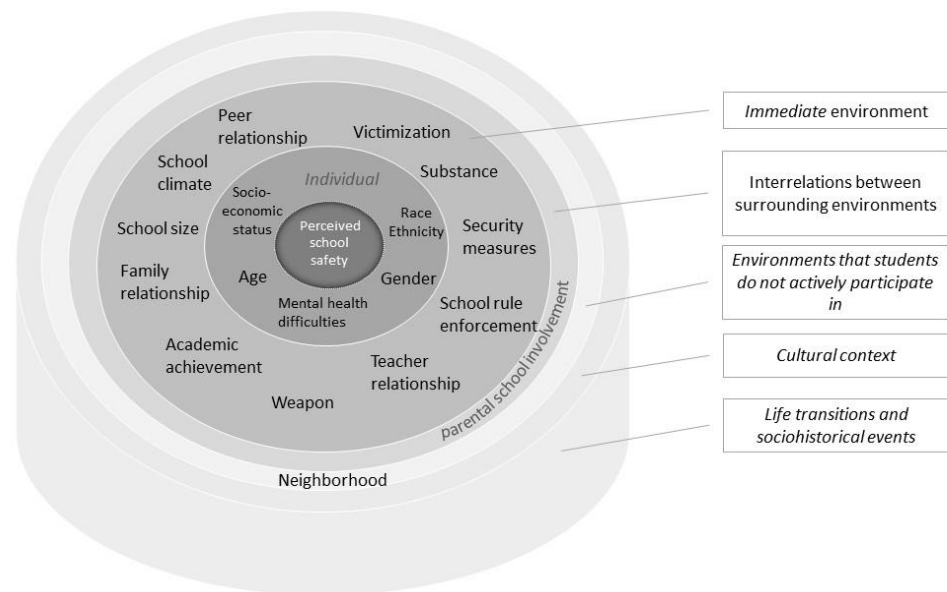 Peer
relationship
Victimization
School
climate
Substance
Individual
Socio-
economic
status
Race
Ethnicity
Perceived
school
safety
School size
Security
measures
Family
relationship
Age
Gender
Mental health
difficulties
School rule
enforcement
Academic
achievement
Teacher
relationship
Weapon
parental school involvement
Neighborhood
Immediate environment
Interrelations between
surrounding environments
Environments that students
do not actively participate
in
Cultural context
Life transitions and
sociohistorical events